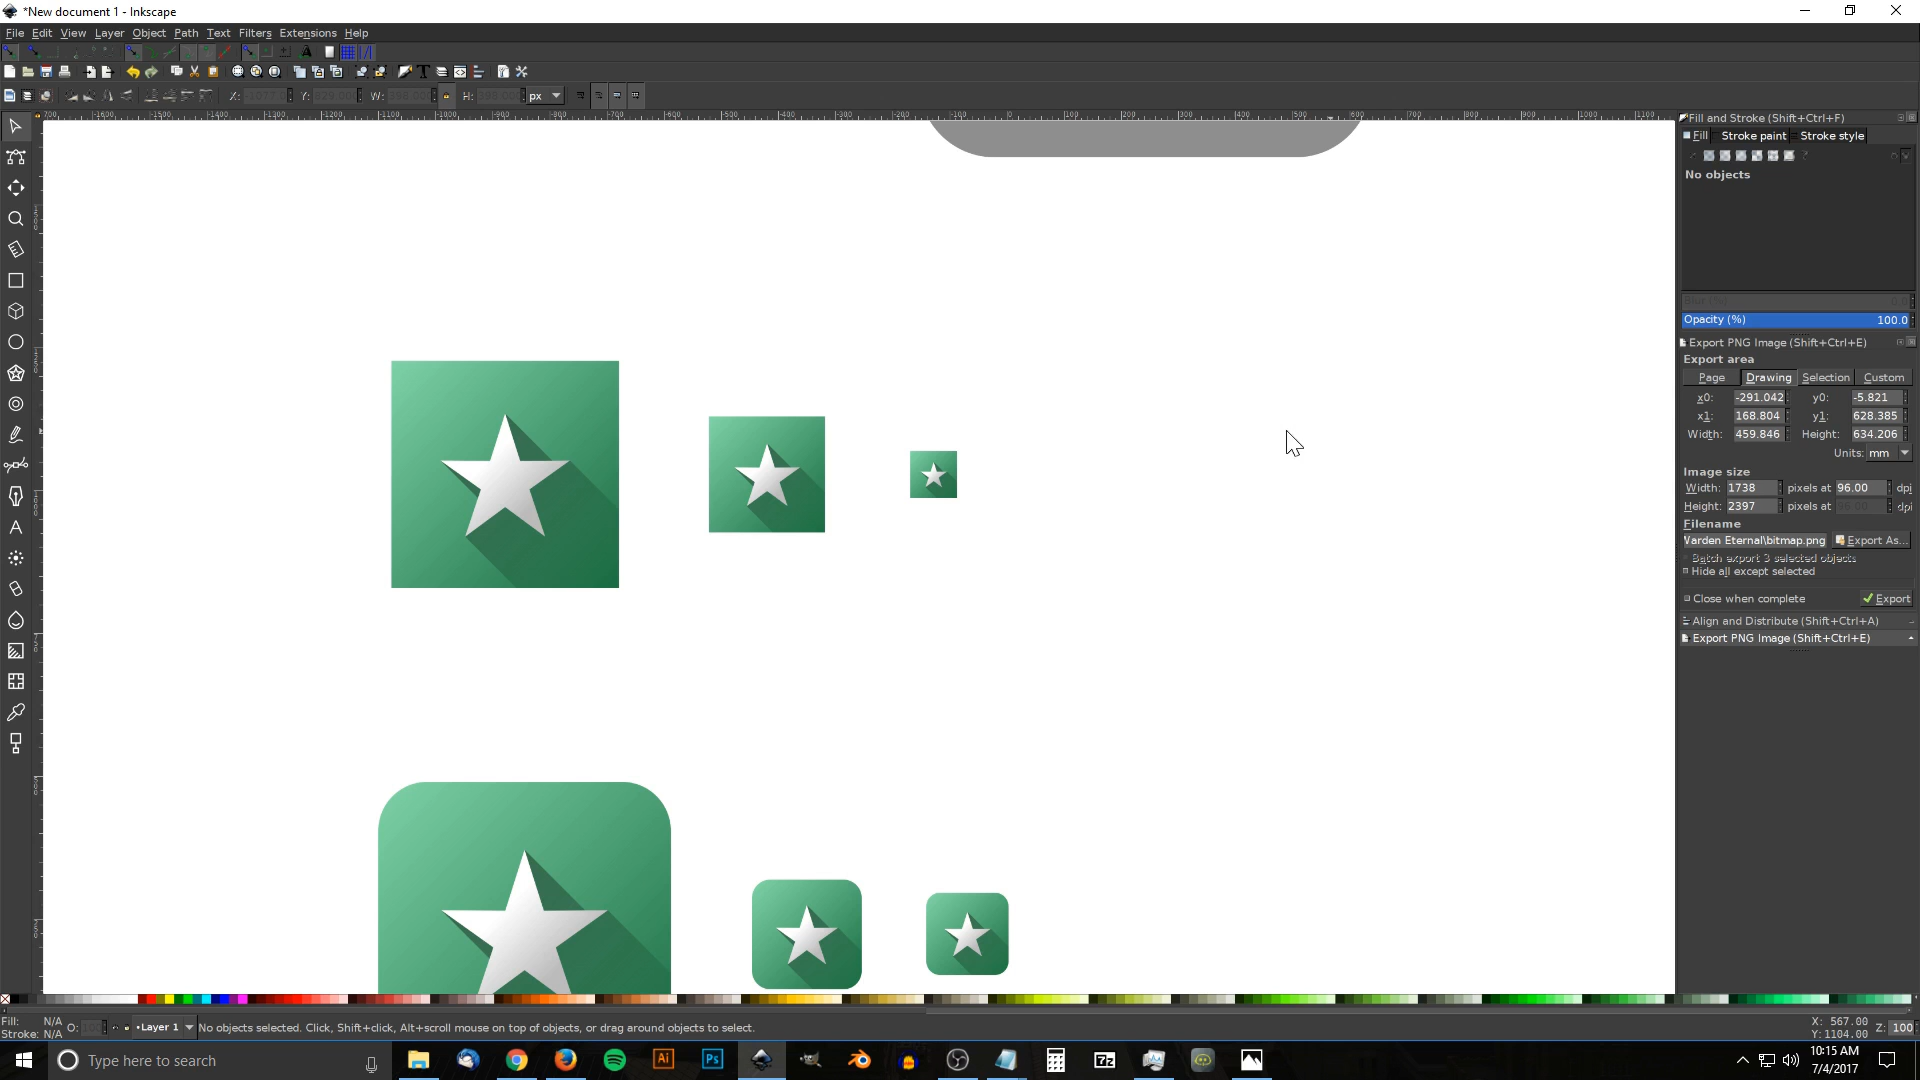 *New document 1 - Inkscape
File Edit View Layer Object Path Text Filters Extensions Help
X: Y: W: H: px
Fill and Stroke (Shift+Ctrl+F)
Fill Stroke paint Stroke style
No objects
Opacity (%) 100.0
Export PNG Image (Shift+Ctrl+E)
Export area
Page Drawing Selection Custom
x0: -291.042 y0: -5.821
x1: 168.804 y1: 628.385
Width: 459.846 Height: 634.206
Units: mm
Image size
Width: 1738 pixels at 96.00 dpi
Height: 2397 pixels at dpi
Filename
Warden Eternal\bitmap.png Export As...
Batch export 3 selected objects
Hide all except selected
Close when complete Export
Align and Distribute (Shift+Ctrl+A)
Export PNG Image (Shift+Ctrl+E)
Fill: N/A
Stroke: N/A
O:
•Layer 1
No objects selected. Click, Shift+click, Alt+scroll mouse on top of objects, or drag around objects to select.
X: 567.00
Y: 1104.00
Z: 100
Type here to search
Ai
Ps
7z
10:15 AM
7/4/2017